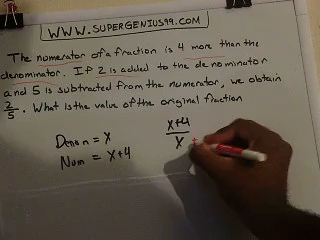 WWW.SUPERGENIUS99.COM
The numerator of a fraction is 4 more than the
denominator. If 2 is added to the denominator
and 5 is subtracted from the numerator, we obtain
2/5. What is the value of the original fraction
Denom = x
Num = x+4
x+4
x +